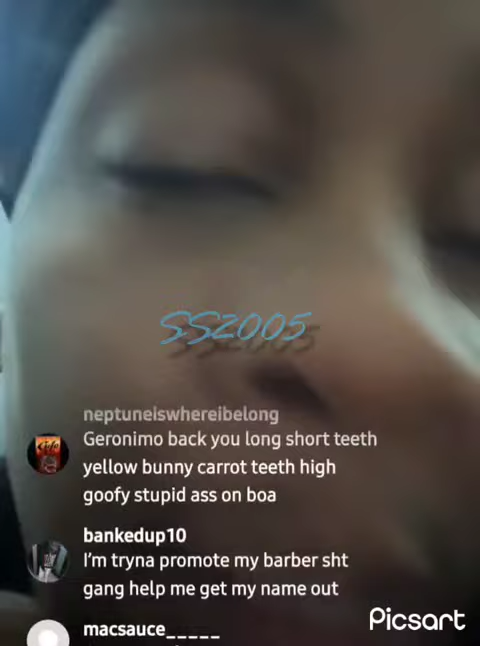 SS2005
neptuneiswhereibelong
Geronimo back you long short teeth
yellow bunny carrot teeth high
goofy stupid ass on boa
bankedup10
I'm tryna promote my barber sht
gang help me get my name out
Picsart
macsauce_____